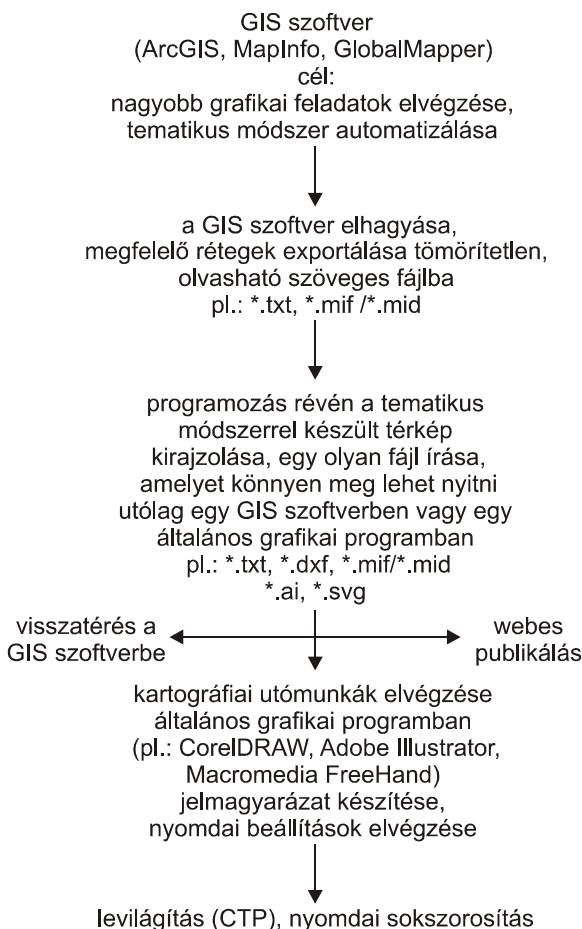 GIS szoftver
(ArcGIS, MapInfo, GlobalMapper)
cél:
nagyobb grafikai feladatok elvégzése,
tematikus módszer automatizálása
a GIS szoftver elhagyása,
megfelelő rétegek exportálása tömörítetlen,
olvasható szöveges fájlba
pl.: *.txt, *.mif /*.mid
programozás révén a tematikus
módszerrel készült térkép
kirajzolása, egy olyan fájl írása,
amelyet könnyen meg lehet nyitni
utólag egy GIS szoftverben vagy egy
általános grafikai programban
pl.: *.txt, *.dxf, *.mif/*.mid
*.ai, *.svg
visszatérés a
GIS szoftverbe
webes
publikálás
kartográfiai utómunkák elvégzése
általános grafikai programban
(pl.: CorelDRAW, Adobe Illustrator,
Macromedia FreeHand)
jelmagyarázat készítése,
nyomdai beállítások elvégzése
levilágítás (CTP), nyomdai sokszorosítás